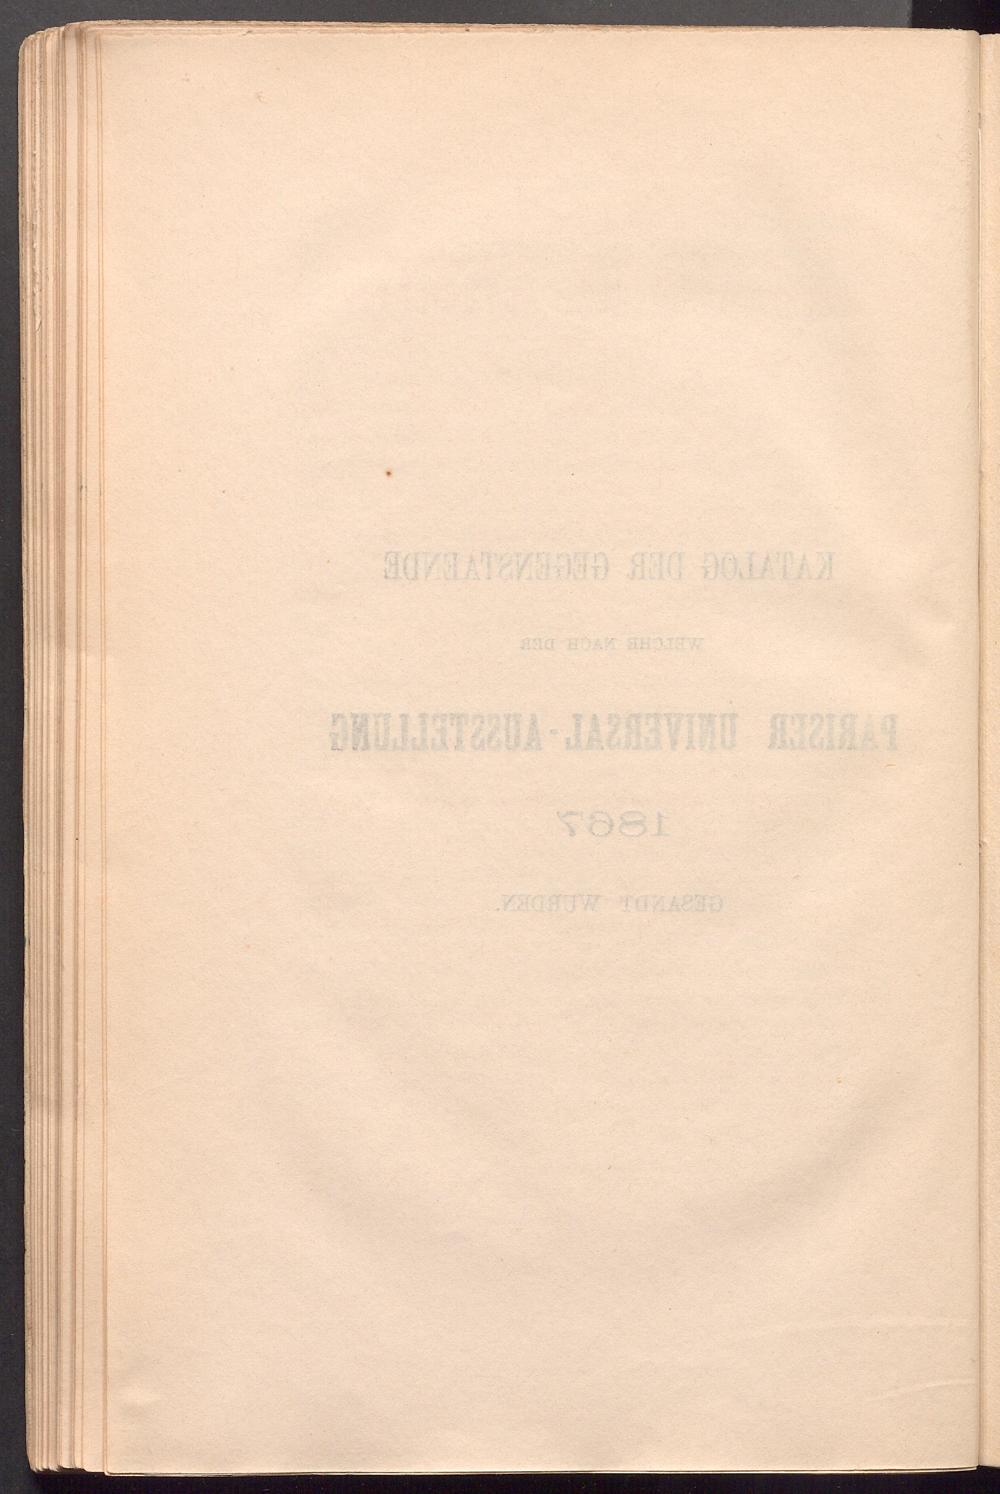 KATALOG DER GEGENSTAENDE
WELCHE NACH DER
PARISER UNIVERSAL-AUSSTELLUNG
1867
GESANDT WURDEN.